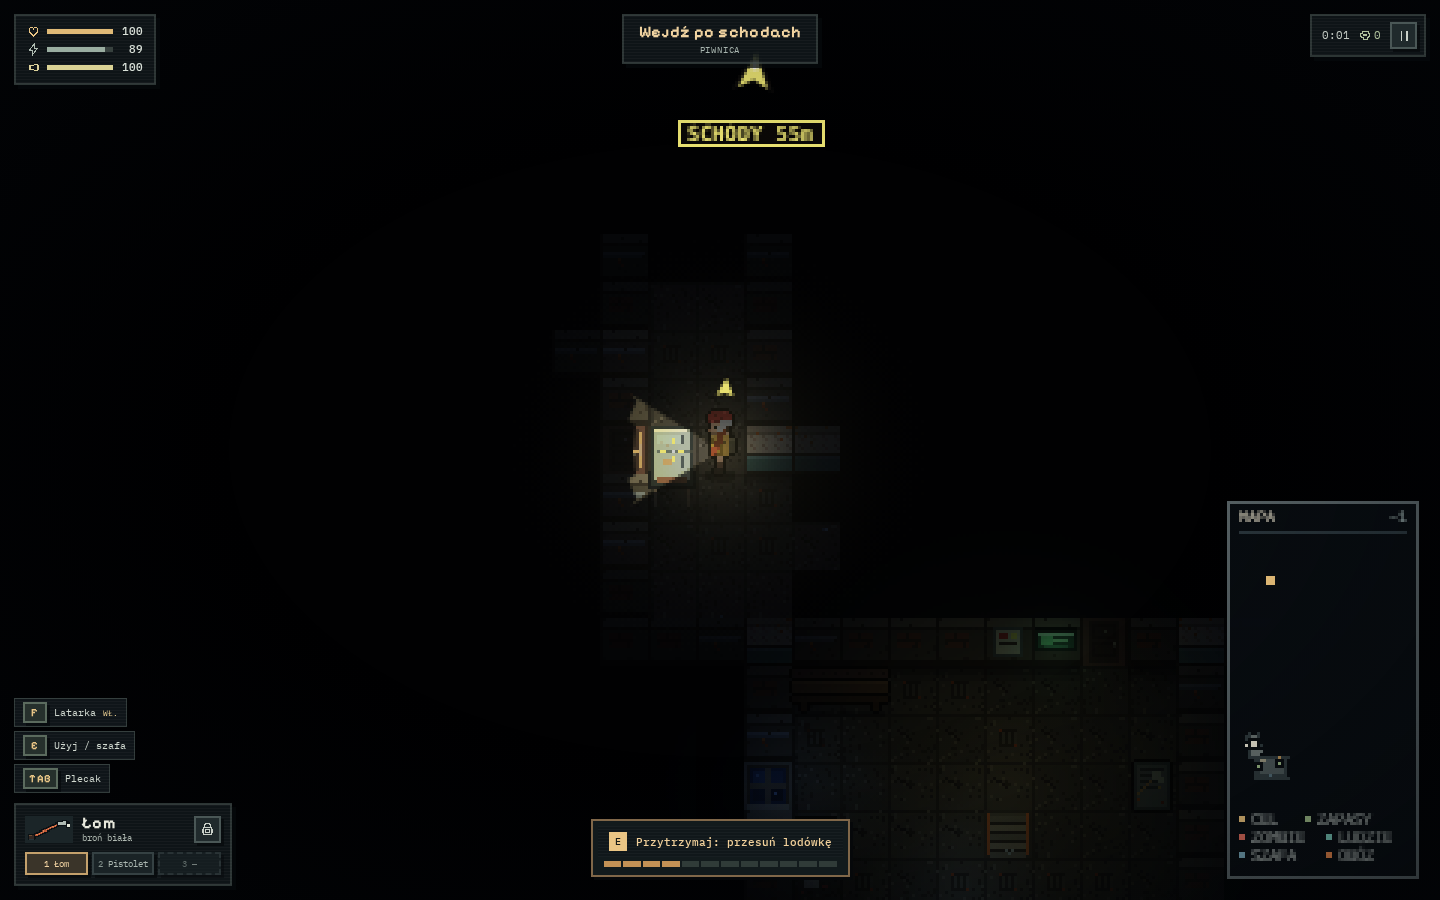 100
89
100
Wejdź po schodach
PIWNICA
0:01 0
SCHODY 55m
MAPA -1
CEL ZAPASY
ZOMBIE LUDZIE
SZAFA OBÓZ
F Latarka WŁ.
E Użyj / szafa
TAB Plecak
Łom
broń biała
1 Łom 2 Pistolet 3 —
E Przytrzymaj: przesuń lodówkę